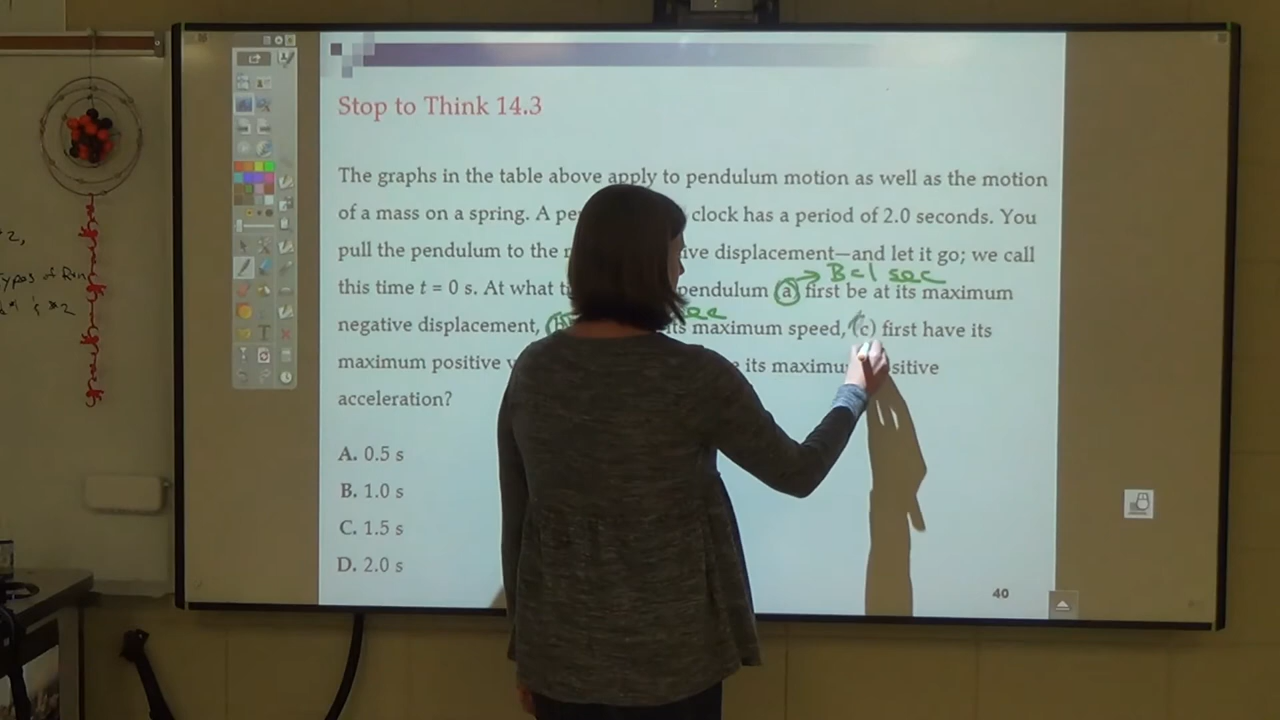 Stop to Think 14.3
The graphs in the table above apply to pendulum motion as well as the motion
of a mass on a spring. A clock has a period of 2.0 seconds. You
pull the pendulum to the displacement—and let it go; we call
B = 1 sec
this time t = 0 s. At what pendulum (a) first be at its maximum
negative displacement, its maximum speed, (c) first have its
maximum positive its
acceleration?
A. 0.5 s
B. 1.0 s
C. 1.5 s
D. 2.0 s
40